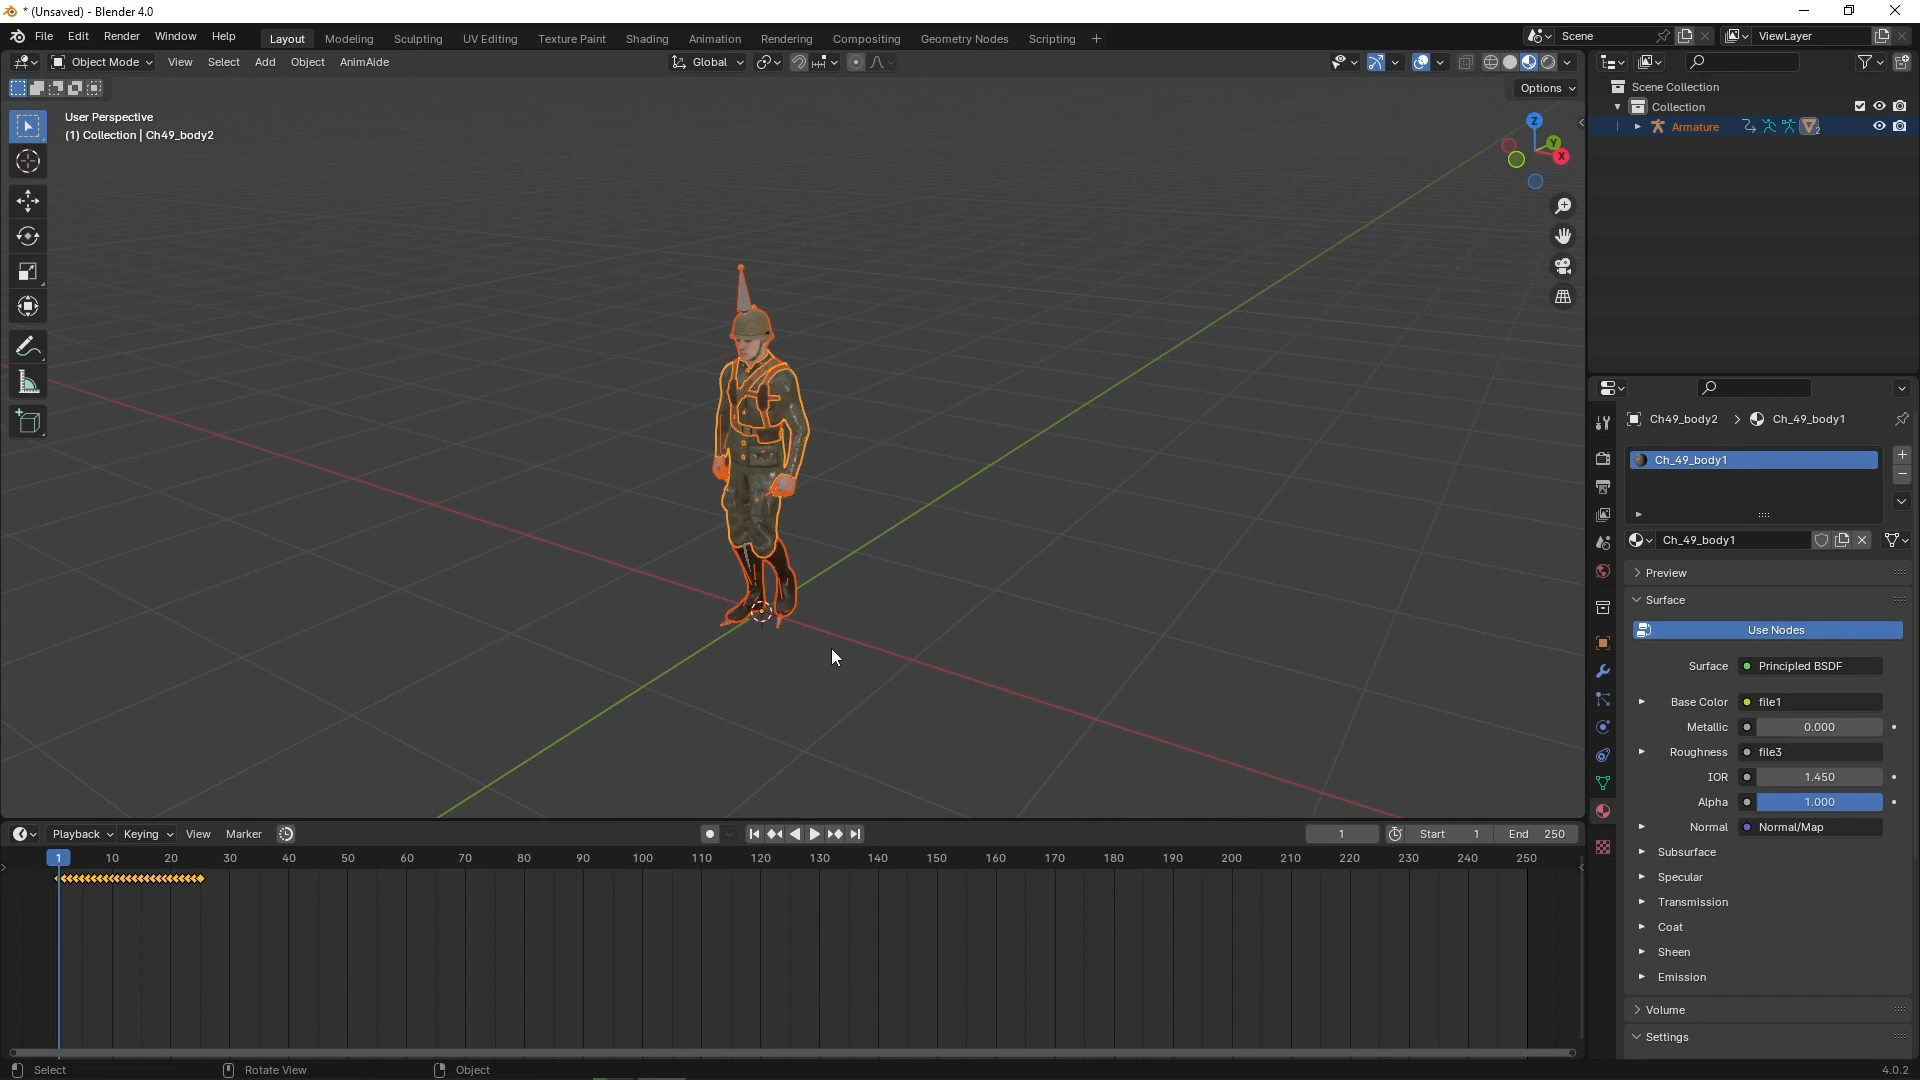 * (Unsaved) - Blender 4.0
File Edit Render Window Help
Layout Modeling Sculpting UV Editing Texture Paint Shading Animation Rendering Compositing Geometry Nodes Scripting +
Scene ViewLayer
Object Mode View Select Add Object AnimAide
Global
Options
User Perspective
(1) Collection | Ch49_body2
Z
Y
X
Scene Collection
Collection
Armature 2
Ch49_body2 > Ch_49_body1
Ch_49_body1
Ch_49_body1
Preview
Surface
Use Nodes
Surface Principled BSDF
Base Color file1
Metallic 0.000
Roughness file3
IOR 1.450
Alpha 1.000
Normal Normal/Map
Subsurface
Specular
Transmission
Coat
Sheen
Emission
Volume
Settings
Playback Keying View Marker
1 Start 1 End 250
1 10 20 30 40 50 60 70 80 90 100 110 120 130 140 150 160 170 180 190 200 210 220 230 240 250
Select Rotate View Object 4.0.2